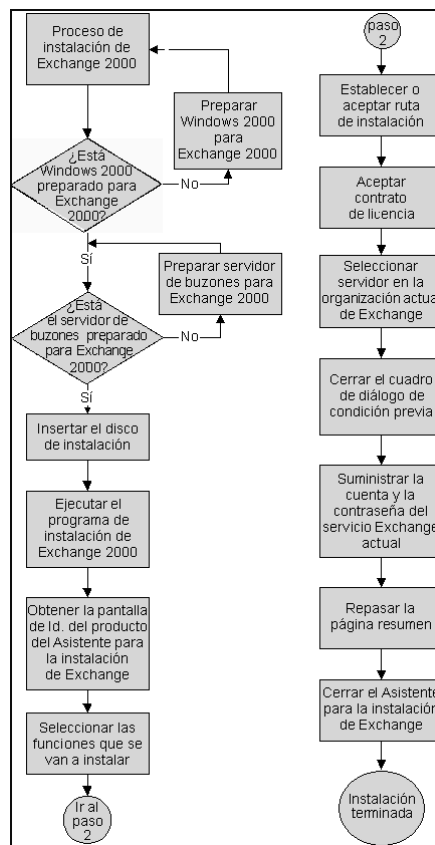 Proceso de
instalación de
Exchange 2000
Preparar
Windows 2000
para
Exchange 2000
¿Está
Windows 2000
preparado para
Exchange
2000?
No
Sí
Preparar servidor
de buzones para
Exchange 2000
¿Está
el servidor de
buzones preparado
para Exchange
2000?
No
Sí
Insertar el disco
de instalación
Ejecutar el
programa de
instalación de
Exchange 2000
Obtener la pantalla
de Id. del producto
del Asistente para
la instalación
de Exchange
Seleccionar las
funciones que se
van a instalar
Ir al
paso
2
paso
2
Establecer o
aceptar ruta
de instalación
Aceptar
contrato
de licencia
Seleccionar
servidor en la
organización actual
de Exchange
Cerrar el cuadro
de diálogo de
condición previa
Suministrar la
cuenta y la
contraseña del
servicio Exchange
actual
Repasar la
página resumen
Cerrar el Asistente
para la instalación
de Exchange
Instalación
terminada